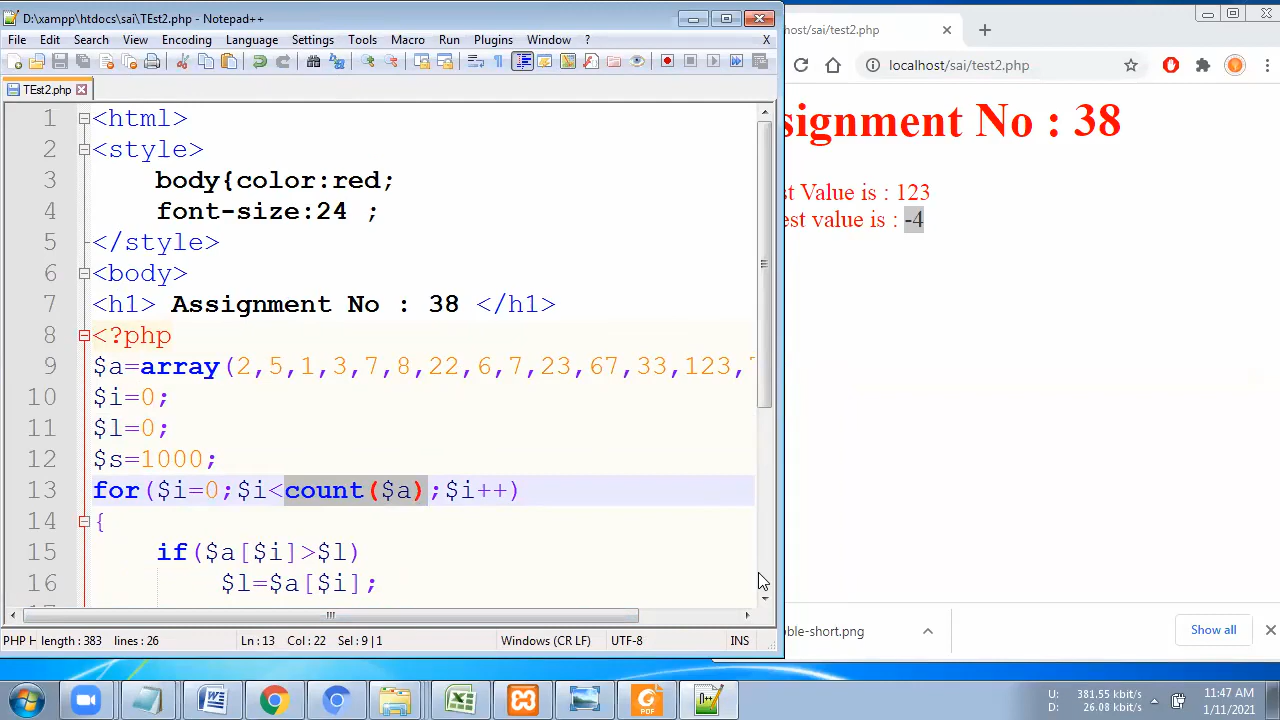 D:\xampp\htdocs\sai\TEst2.php - Notepad++
File Edit Search View Encoding Language Settings Tools Macro Run Plugins Window ? X
TEst2.php
1 <html>
2 <style>
3 body{color:red;
4 font-size:24 ;
5 </style>
6 <body>
7 <h1> Assignment No : 38 </h1>
8 <?php
9 $a=array(2,5,1,3,7,8,22,6,7,23,67,33,123,
10 $i=0;
11 $l=0;
12 $s=1000;
13 for($i=0;$i<count($a);$i++)
14 {
15 if($a[$i]>$l)
16 $l=$a[$i];
PHP H length : 383 lines : 26 Ln : 13 Col : 22 Sel : 9 | 1 Windows (CR LF) UTF-8 INS
host/sai/test2.php
localhost/sai/test2.php
signment No : 38
st Value is : 123
est value is : -4
ble-short.png
Show all
U: 381.55 kbit/s
D: 26.08 kbit/s
11:47 AM
1/11/2021